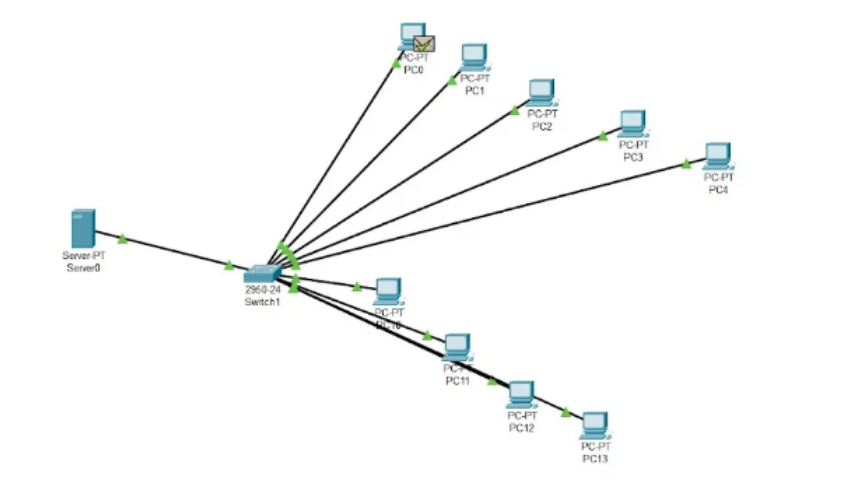 PC-PT
PC0
PC-PT
PC1
PC-PT
PC2
PC-PT
PC3
PC-PT
PC4
Server-PT
Server0
2950-24
Switch1
PC-PT
PC10
PC-PT
PC11
PC-PT
PC12
PC-PT
PC13